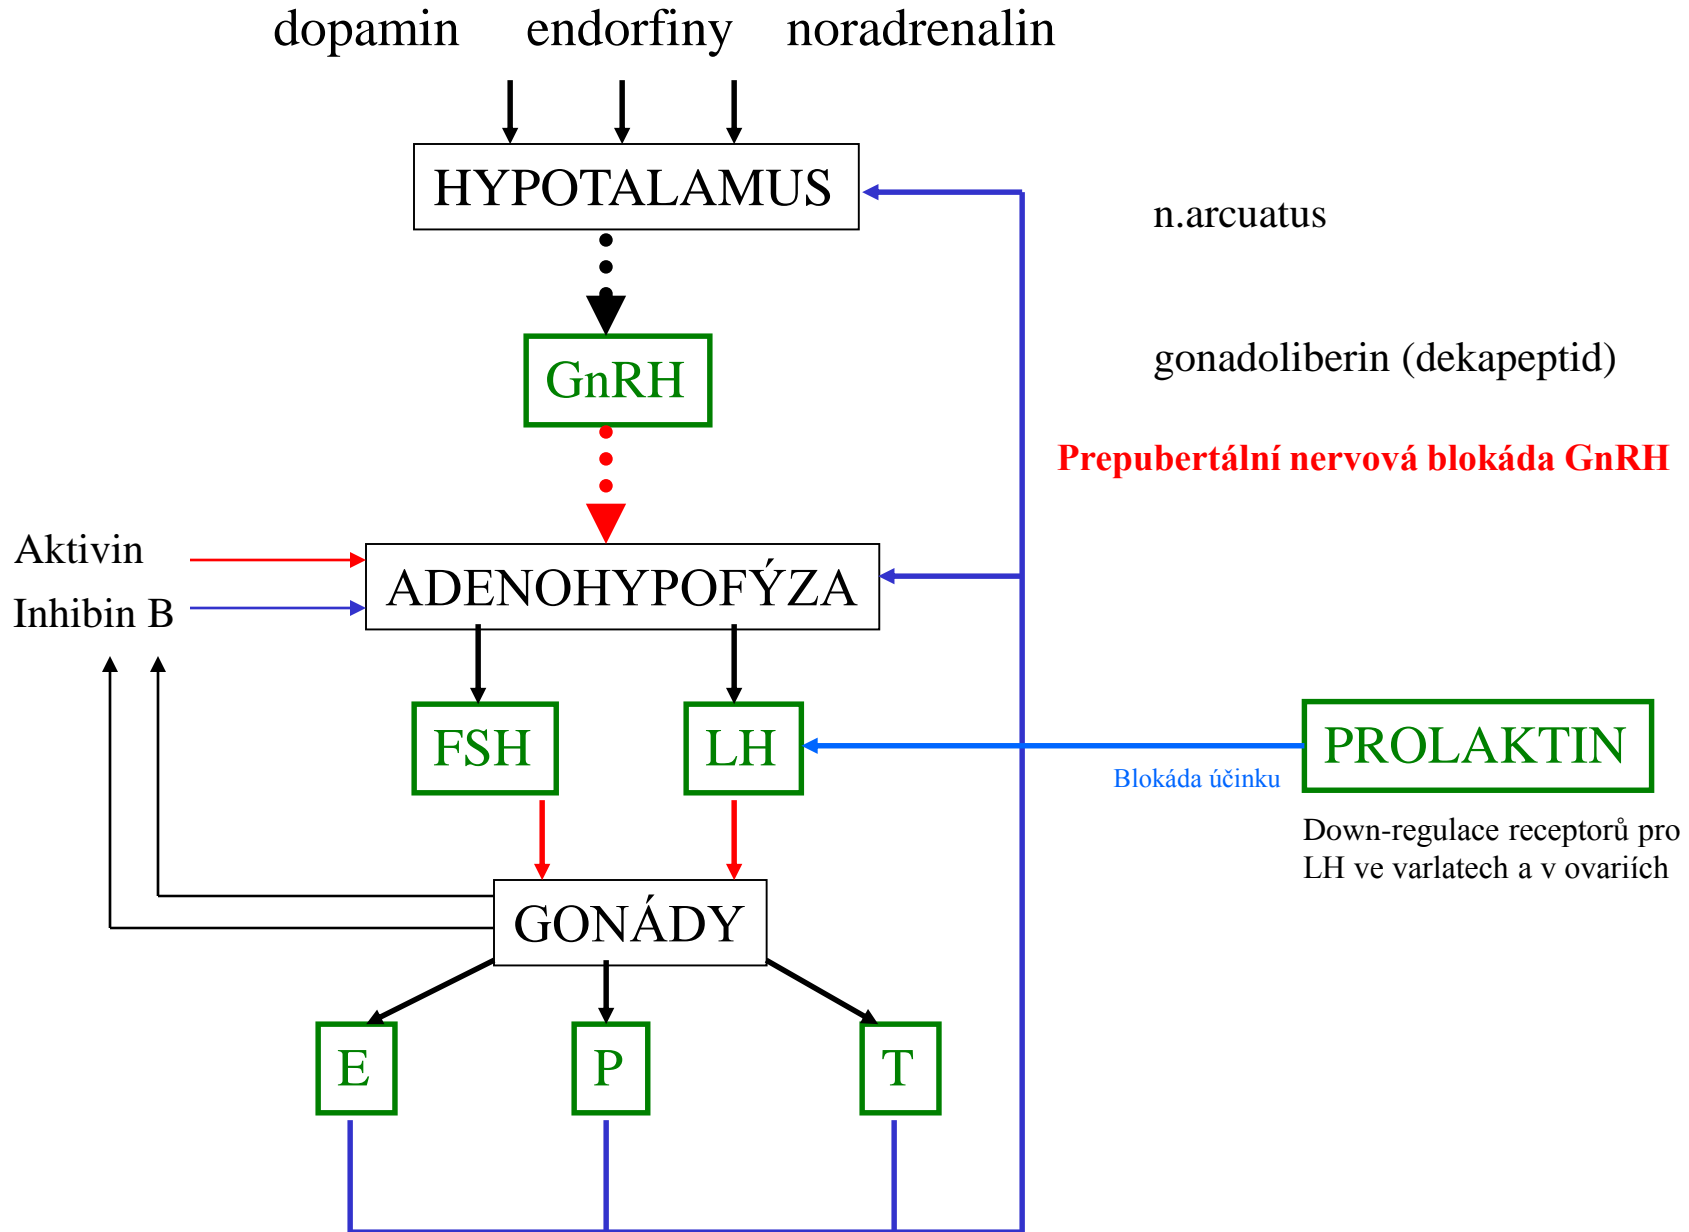 dopamin endorfiny noradrenalin
HYPOTALAMUS
n.arcuatus
GnRH
gonadoliberin (dekapeptid)
Prepubertální nervová blokáda GnRH
Aktivin
ADENOHYPOFÝZA
Inhibin B
FSH
LH
PROLAKTIN
Blokáda účinku
Down-regulace receptorů pro
LH ve varlatech a v ovariích
GONÁDY
E
P
T